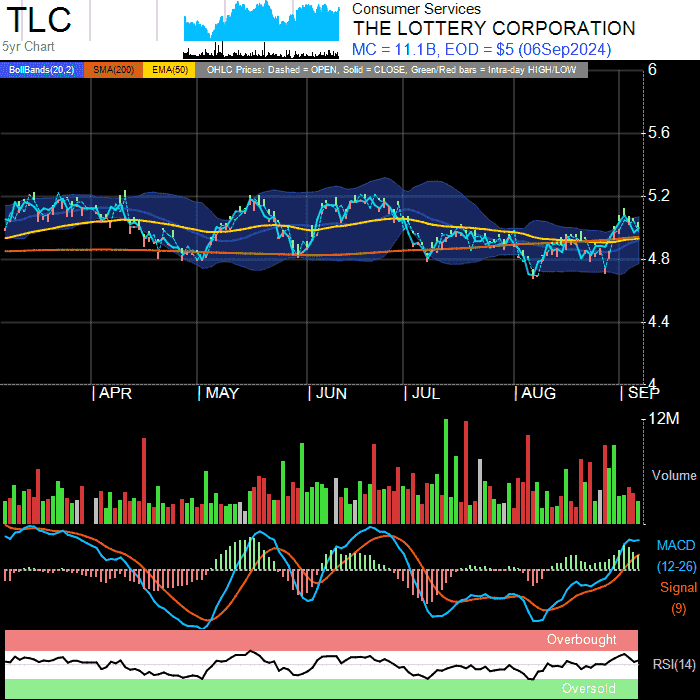 TLC
5yr Chart
Consumer Services
THE LOTTERY CORPORATION
MC = 11.1B, EOD = $5 (06Sep2024)
BollBands(20,2) SMA(200) EMA(50) OHLC Prices: Dashed = OPEN, Solid = CLOSE, Green/Red bars = Intra-day HIGH/LOW
6
5.6
5.2
4.8
4.4
4
| APR | MAY | JUN | JUL | AUG | SEP
12M
Volume
MACD
(12-26)
Signal
(9)
Overbought
RSI(14)
Oversold